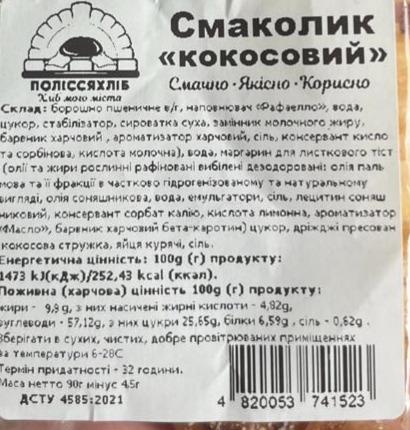 ПОЛІССЯХЛІБ
Хліб мого міста
Смаколик
«кокосовий»
Смачно · Якісно · Корисно
Склад: борошно пшеничне в/г, наповнювач «Рафаелло», вода,
цукор, стабілізатор, сироватка суха, замінник молочного жиру,
барвник харчовий , ароматизатор харчовий, сіль, консервант кисло
та сорбінова, кислота молочна), вода, маргарин для листкового тіст
(олії та жири рослинні рафіновані вибілені дезодоровані: олія паль
мова та її фракції в частково гідрогенізованому та натуральному
вигляді, олія соняшникова, вода, емульгатори, сіль, лецитин соняш
никовий, консервант сорбат калію, кислота лимонна, ароматизатор
«Масло», барвник харчовий бета-каротин) цукор, дріжджі пресован
кокосова стружка, яйця курячі, сіль.
Енергетична цінність: 100g (г) продукту:
1473 kJ(кДж)/252,43 kcal (ккал).
Поживна (харчова) цінність 100g (г) продукту:
жири - 9,9 g, з них насичені жирні кислоти - 4,82g,
вуглеводи - 57,12g, з них цукри 25,65g, білки 6,59g , сіль - 0,62g .
Зберігати в сухих, чистих, добре провітрюваних приміщеннях
за температури 6-28С
Термін придатності - 32 години.
Маса нетто 90г мінус 4,5г
ДСТУ 4585:2021
4 820053 741523